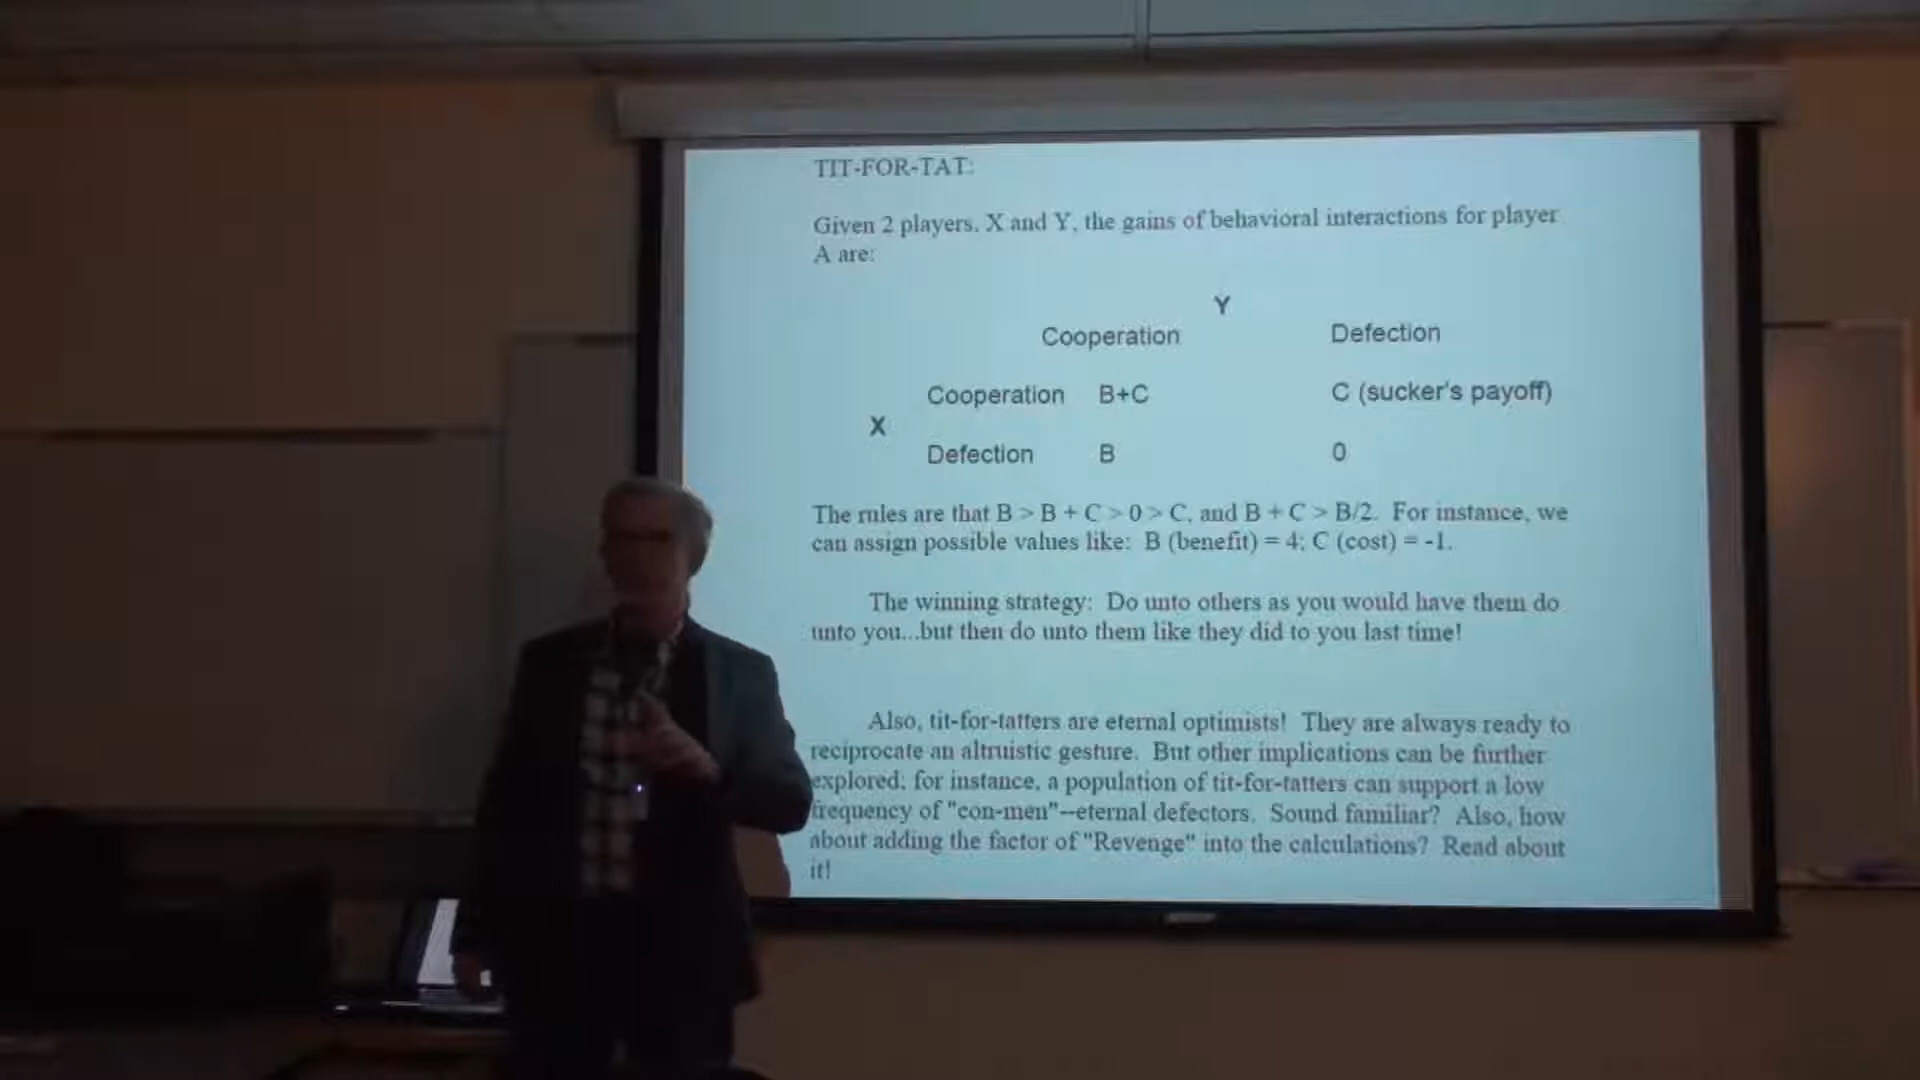 TIT-FOR-TAT:
Given 2 players, X and Y, the gains of behavioral interactions for player
A are:
Y
Cooperation Defection
Cooperation B+C C (sucker's payoff)
X
Defection B 0
The rules are that B > B + C > 0 > C, and B + C > B/2. For instance, we
can assign possible values like: B (benefit) = 4; C (cost) = -1.
The winning strategy: Do unto others as you would have them do
unto you...but then do unto them like they did to you last time!
Also, tit-for-tatters are eternal optimists! They are always ready to
reciprocate an altruistic gesture. But other implications can be further
explored; for instance, a population of tit-for-tatters can support a low
frequency of "con-men"--eternal defectors. Sound familiar? Also, how
about adding the factor of "Revenge" into the calculations? Read about
it!